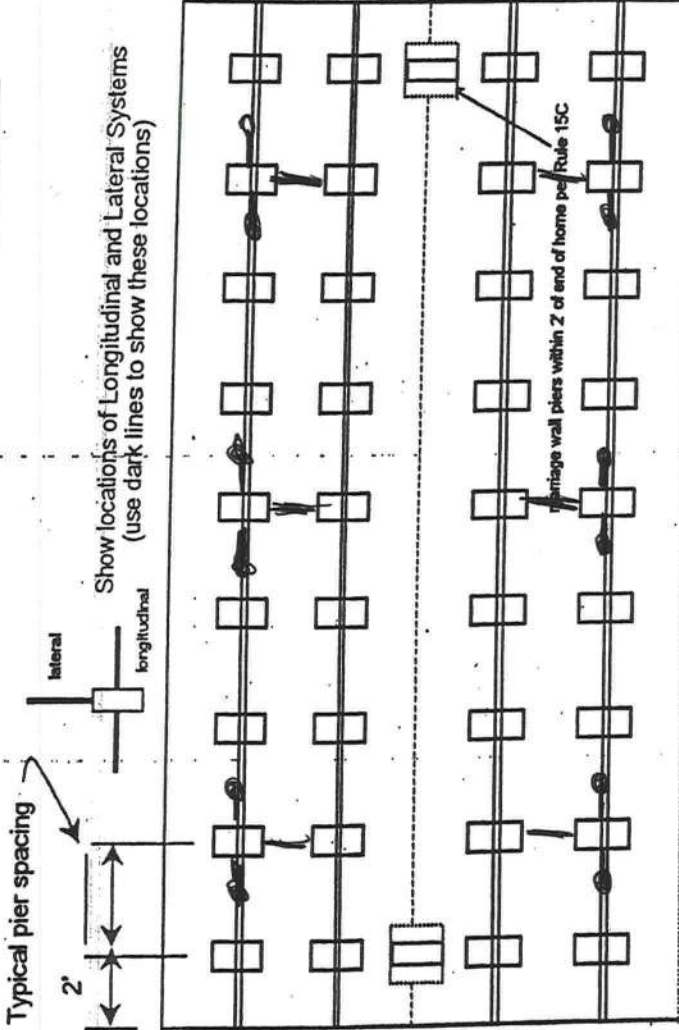 Typical pier spacing
2'
lateral
longitudinal
Show locations of Longitudinal and Lateral Systems
(use dark lines to show these locations)
marriage wall piers within 2' of end of home per Rule 15C